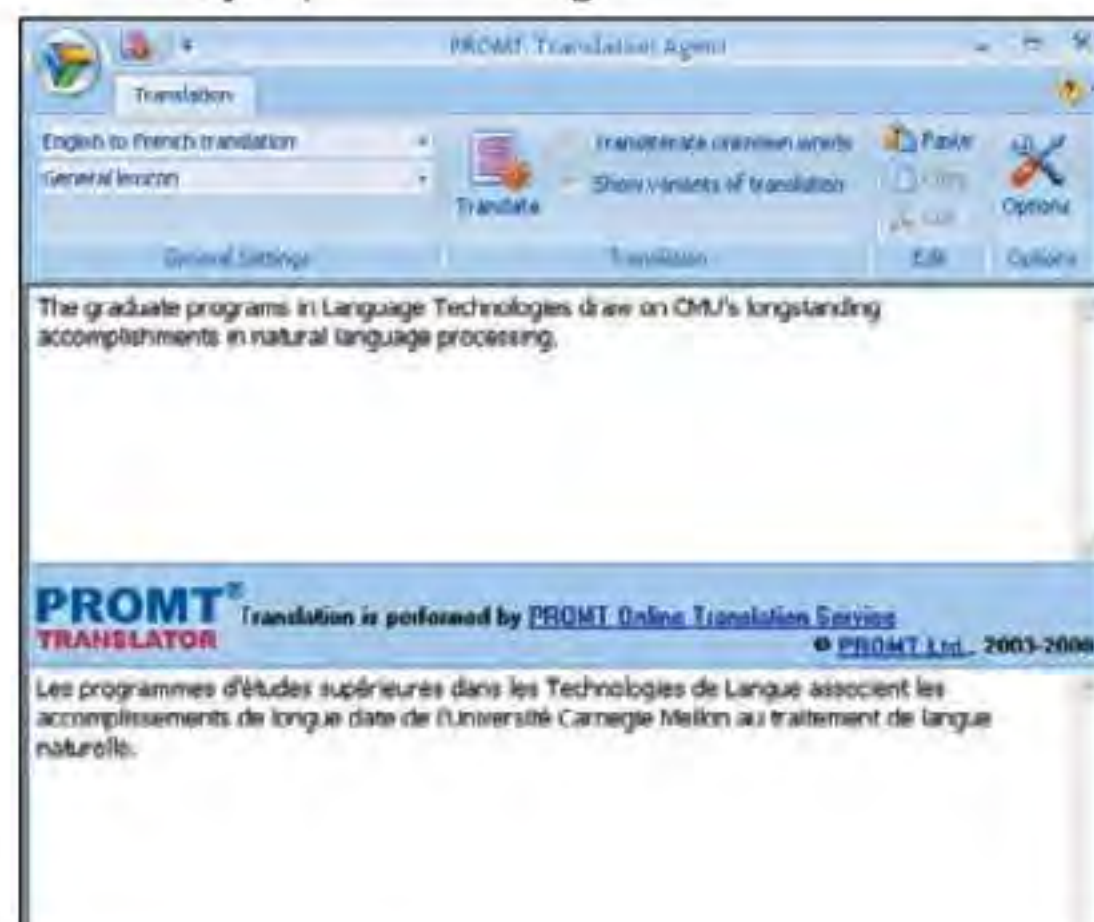 PROMT Translation Agent
Translation
English to French translation
General lexicon
Translate
Transliterate unknown words
Show variants of translation
Paste
Copy
Cut
Options
General Settings
Translation
Edit
Options
The graduate programs in Language Technologies draw on CMU's longstanding
accomplishments in natural language processing.
PROMT®
TRANSLATOR
Translation is performed by PROMT Online Translation Service
© PROMT Ltd., 2003-2008
Les programmes d'études supérieures dans les Technologies de Langue associent les
accomplissements de longue date de l'Université Carnegie Mellon au traitement de langue
naturelle.